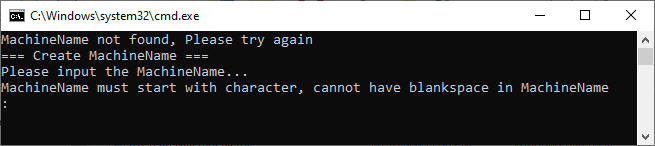 C:\Windows\system32\cmd.exe
MachineName not found, Please try again
=== Create MachineName ===
Please input the MachineName...
MachineName must start with character, cannot have blankspace in MachineName
: